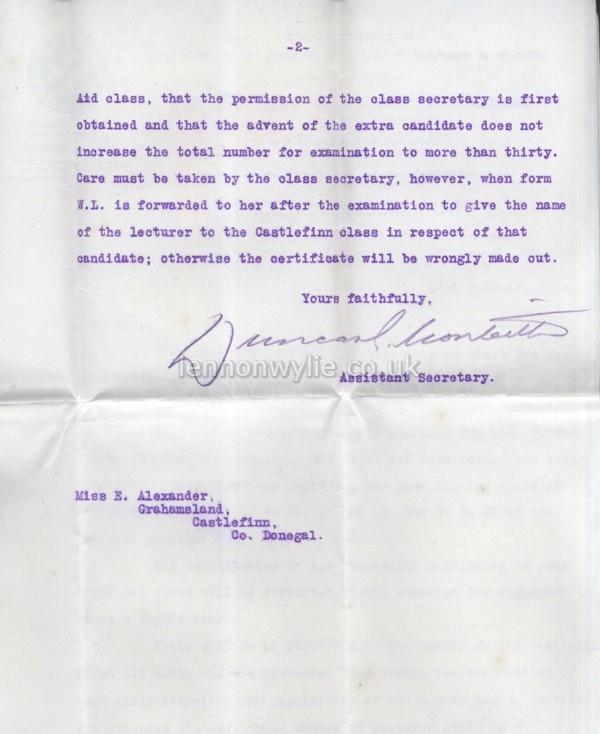 -2-
Aid class, that the permission of the class secretary is first
obtained and that the advent of the extra candidate does not
increase the total number for examination to more than thirty.
Care must be taken by the class secretary, however, when form
W.L. is forwarded to her after the examination to give the name
of the lecturer to the Castlefinn class in respect of that
candidate; otherwise the certificate will be wrongly made out.
Yours faithfully,
Duncan G. Monteith
lennonwylie.co.uk
Assistant Secretary.
Miss E. Alexander,
Grahamsland,
Castlefinn,
Co. Donegal.